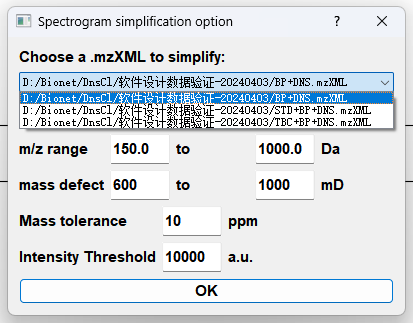 Spectrogram simplification option
?
Choose a .mzXML to simplify:
D:/Bionet/DnsCl/软件设计数据验证-20240403/BP+DNS.mzXML
D:/Bionet/DnsCl/软件设计数据验证-20240403/BP+DNS.mzXML
D:/Bionet/DnsCl/软件设计数据验证-20240403/STD+BP+DNS.mzXML
D:/Bionet/DnsCl/软件设计数据验证-20240403/TBC+BP+DNS.mzXML
m/z range 150.0 to 1000.0 Da
mass defect 600 to 1000 mD
Mass tolerance 10 ppm
Intensity Threshold 10000 a.u.
OK